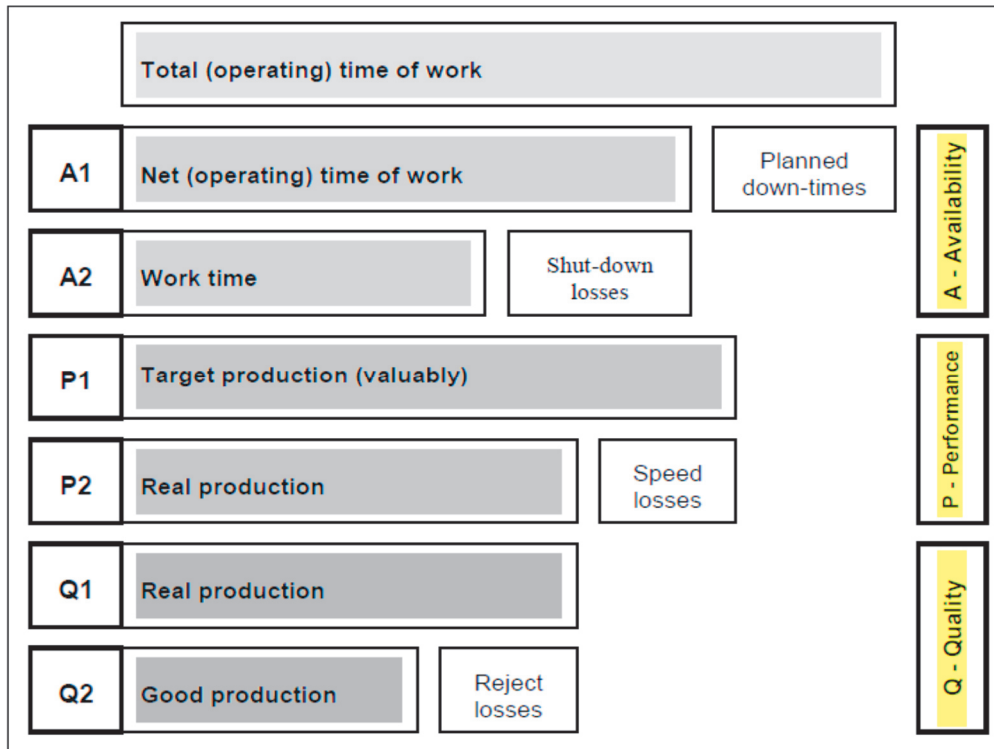 Total (operating) time of work
A1
Net (operating) time of work
Planned
down-times
A2
Work time
Shut-down
losses
A - Availability
P1
Target production (valuably)
P2
Real production
Speed
losses
P - Performance
Q1
Real production
Q2
Good production
Reject
losses
Q - Quality